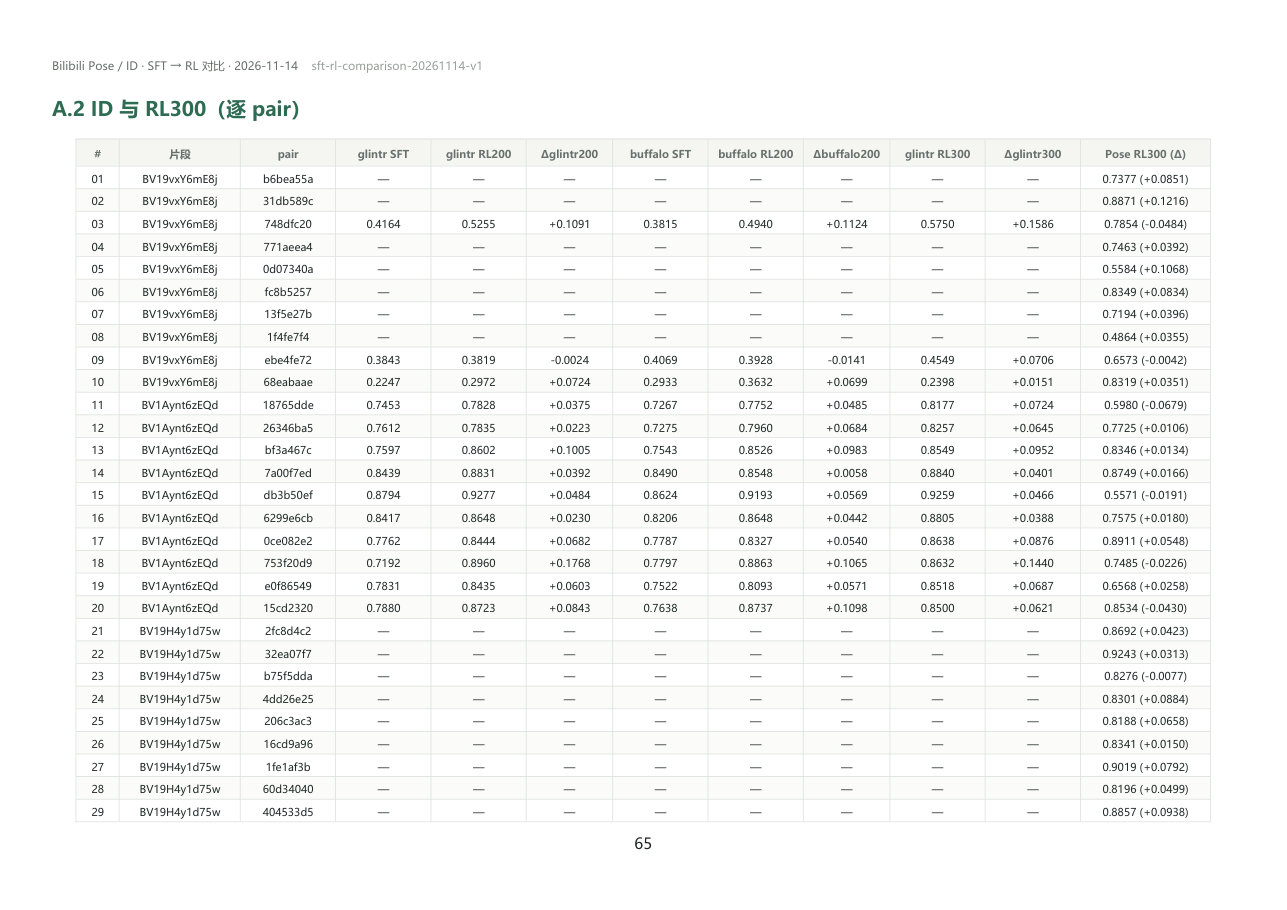 Bilibili Pose / ID · SFT → RL 对比 · 2026-11-14 sft-rl-comparison-20261114-v1
A.2 ID 与 RL300（逐 pair）
# 片段 pair glintr SFT glintr RL200 Δglintr200 buffalo SFT buffalo RL200 Δbuffalo200 glintr RL300 Δglintr300 Pose RL300 (Δ)
01 BV19vxY6mE8j b6bea55a — — — — — — — — 0.7377 (+0.0851)
02 BV19vxY6mE8j 31db589c — — — — — — — — 0.8871 (+0.1216)
03 BV19vxY6mE8j 748dfc20 0.4164 0.5255 +0.1091 0.3815 0.4940 +0.1124 0.5750 +0.1586 0.7854 (-0.0484)
04 BV19vxY6mE8j 771aeea4 — — — — — — — — 0.7463 (+0.0392)
05 BV19vxY6mE8j 0d07340a — — — — — — — — 0.5584 (+0.1068)
06 BV19vxY6mE8j fc8b5257 — — — — — — — — 0.8349 (+0.0834)
07 BV19vxY6mE8j 13f5e27b — — — — — — — — 0.7194 (+0.0396)
08 BV19vxY6mE8j 1f4fe7f4 — — — — — — — — 0.4864 (+0.0355)
09 BV19vxY6mE8j ebe4fe72 0.3843 0.3819 -0.0024 0.4069 0.3928 -0.0141 0.4549 +0.0706 0.6573 (-0.0042)
10 BV19vxY6mE8j 68eabaae 0.2247 0.2972 +0.0724 0.2933 0.3632 +0.0699 0.2398 +0.0151 0.8319 (+0.0351)
11 BV1Aynt6zEQd 18765dde 0.7453 0.7828 +0.0375 0.7267 0.7752 +0.0485 0.8177 +0.0724 0.5980 (-0.0679)
12 BV1Aynt6zEQd 26346ba5 0.7612 0.7835 +0.0223 0.7275 0.7960 +0.0684 0.8257 +0.0645 0.7725 (+0.0106)
13 BV1Aynt6zEQd bf3a467c 0.7597 0.8602 +0.1005 0.7543 0.8526 +0.0983 0.8549 +0.0952 0.8346 (+0.0134)
14 BV1Aynt6zEQd 7a00f7ed 0.8439 0.8831 +0.0392 0.8490 0.8548 +0.0058 0.8840 +0.0401 0.8749 (+0.0166)
15 BV1Aynt6zEQd db3b50ef 0.8794 0.9277 +0.0484 0.8624 0.9193 +0.0569 0.9259 +0.0466 0.5571 (-0.0191)
16 BV1Aynt6zEQd 6299e6cb 0.8417 0.8648 +0.0230 0.8206 0.8648 +0.0442 0.8805 +0.0388 0.7575 (+0.0180)
17 BV1Aynt6zEQd 0ce082e2 0.7762 0.8444 +0.0682 0.7787 0.8327 +0.0540 0.8638 +0.0876 0.8911 (+0.0548)
18 BV1Aynt6zEQd 753f20d9 0.7192 0.8960 +0.1768 0.7797 0.8863 +0.1065 0.8632 +0.1440 0.7485 (-0.0226)
19 BV1Aynt6zEQd e0f86549 0.7831 0.8435 +0.0603 0.7522 0.8093 +0.0571 0.8518 +0.0687 0.6568 (+0.0258)
20 BV1Aynt6zEQd 15cd2320 0.7880 0.8723 +0.0843 0.7638 0.8737 +0.1098 0.8500 +0.0621 0.8534 (-0.0430)
21 BV19H4y1d75w 2fc8d4c2 — — — — — — — — 0.8692 (+0.0423)
22 BV19H4y1d75w 32ea07f7 — — — — — — — — 0.9243 (+0.0313)
23 BV19H4y1d75w b75f5dda — — — — — — — — 0.8276 (-0.0077)
24 BV19H4y1d75w 4dd26e25 — — — — — — — — 0.8301 (+0.0884)
25 BV19H4y1d75w 206c3ac3 — — — — — — — — 0.8188 (+0.0658)
26 BV19H4y1d75w 16cd9a96 — — — — — — — — 0.8341 (+0.0150)
27 BV19H4y1d75w 1fe1af3b — — — — — — — — 0.9019 (+0.0792)
28 BV19H4y1d75w 60d34040 — — — — — — — — 0.8196 (+0.0499)
29 BV19H4y1d75w 404533d5 — — — — — — — — 0.8857 (+0.0938)
65